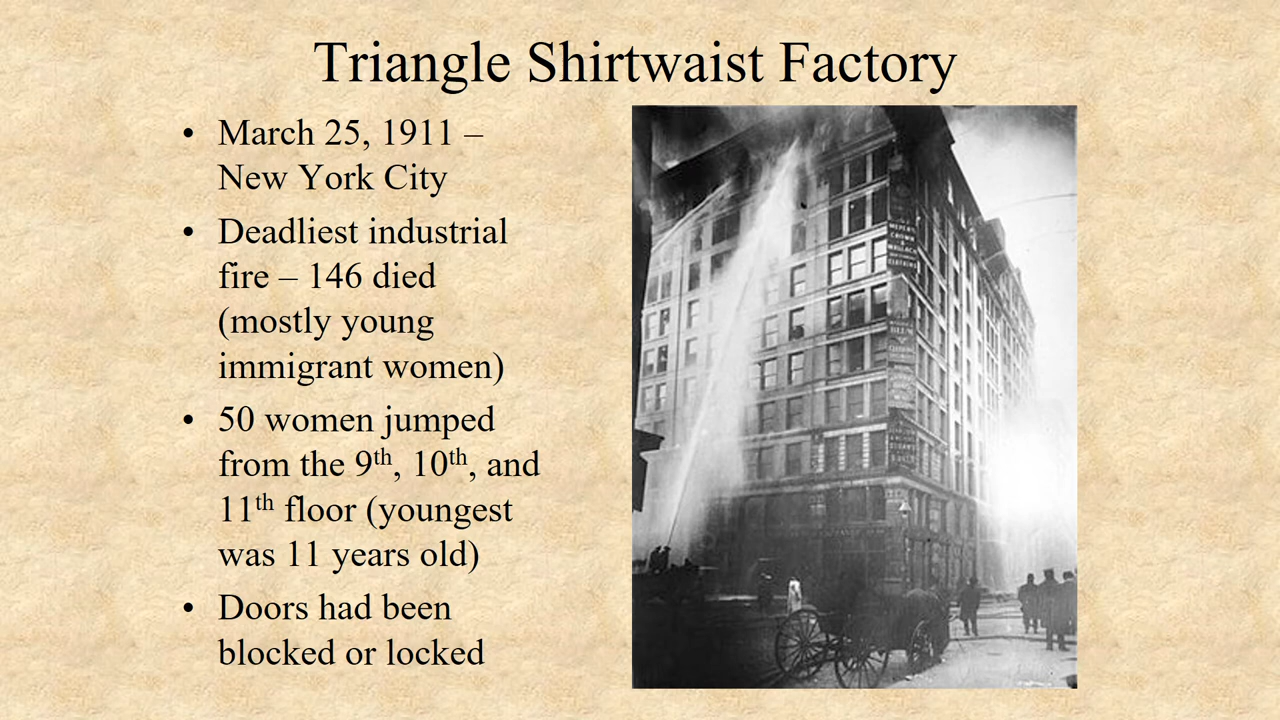 Triangle Shirtwaist Factory
• March 25, 1911 –
New York City
• Deadliest industrial
fire – 146 died
(mostly young
immigrant women)
• 50 women jumped
from the 9th, 10th, and
11th floor (youngest
was 11 years old)
• Doors had been
blocked or locked